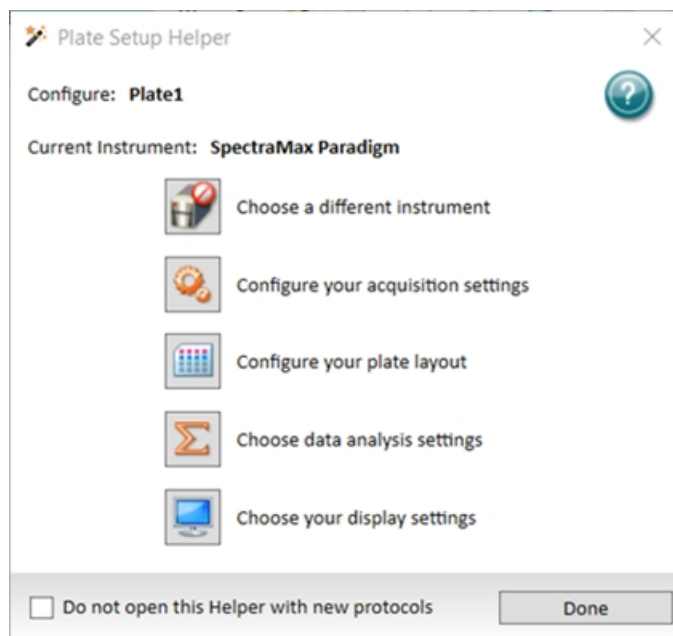 Plate Setup Helper
Configure: Plate1
Current Instrument: SpectraMax Paradigm
Choose a different instrument
Configure your acquisition settings
Configure your plate layout
Choose data analysis settings
Choose your display settings
Do not open this Helper with new protocols
Done